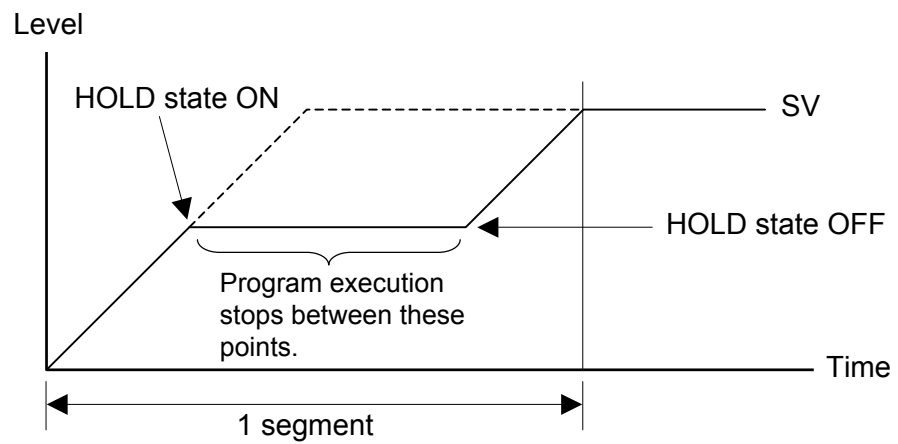 Level
HOLD state ON
SV
HOLD state OFF
Program execution
stops between these
points.
Time
1 segment